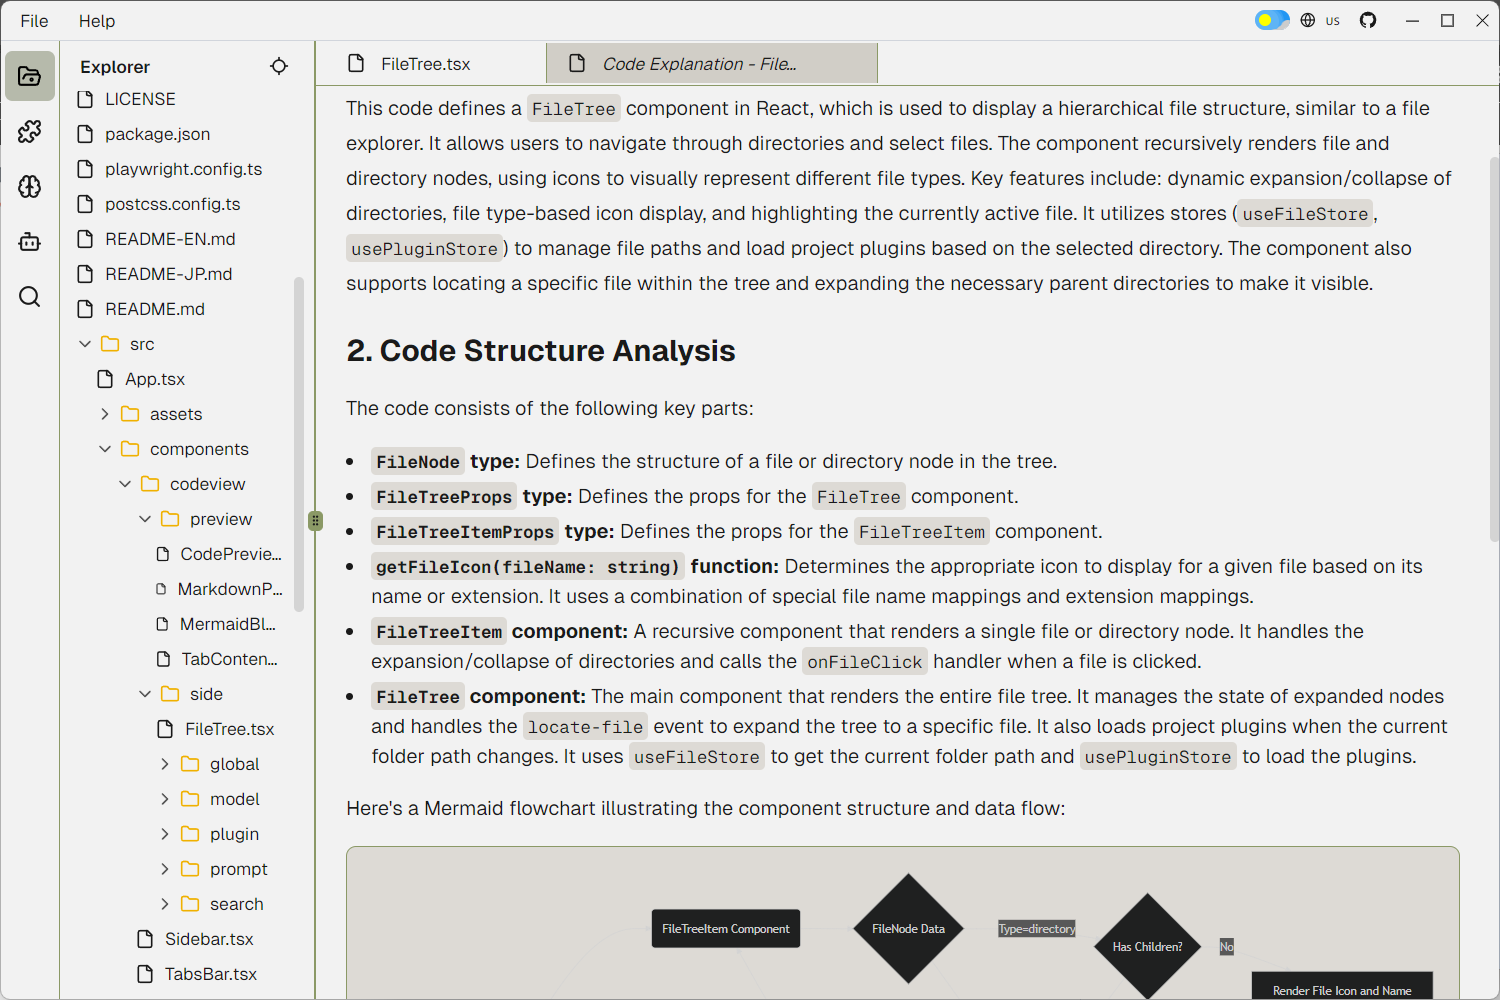 File Help US
Explorer
LICENSE
package.json
playwright.config.ts
postcss.config.ts
README-EN.md
README-JP.md
README.md
src
App.tsx
assets
components
codeview
preview
CodePrevie...
MarkdownP...
MermaidBl...
TabConten...
side
FileTree.tsx
global
model
plugin
prompt
search
Sidebar.tsx
TabsBar.tsx
FileTree.tsx Code Explanation - File...
This code defines a FileTree component in React, which is used to display a hierarchical file structure, similar to a file
explorer. It allows users to navigate through directories and select files. The component recursively renders file and
directory nodes, using icons to visually represent different file types. Key features include: dynamic expansion/collapse of
directories, file type-based icon display, and highlighting the currently active file. It utilizes stores (useFileStore,
usePluginStore) to manage file paths and load project plugins based on the selected directory. The component also
supports locating a specific file within the tree and expanding the necessary parent directories to make it visible.
2. Code Structure Analysis
The code consists of the following key parts:
• FileNode type: Defines the structure of a file or directory node in the tree.
• FileTreeProps type: Defines the props for the FileTree component.
• FileTreeItemProps type: Defines the props for the FileTreeItem component.
• getFileIcon(fileName: string) function: Determines the appropriate icon to display for a given file based on its
name or extension. It uses a combination of special file name mappings and extension mappings.
• FileTreeItem component: A recursive component that renders a single file or directory node. It handles the
expansion/collapse of directories and calls the onFileClick handler when a file is clicked.
• FileTree component: The main component that renders the entire file tree. It manages the state of expanded nodes
and handles the locate-file event to expand the tree to a specific file. It also loads project plugins when the current
folder path changes. It uses useFileStore to get the current folder path and usePluginStore to load the plugins.
Here's a Mermaid flowchart illustrating the component structure and data flow:
FileTreeItem Component
FileNode Data
Type=directory
Has Children?
No
Render File Icon and Name